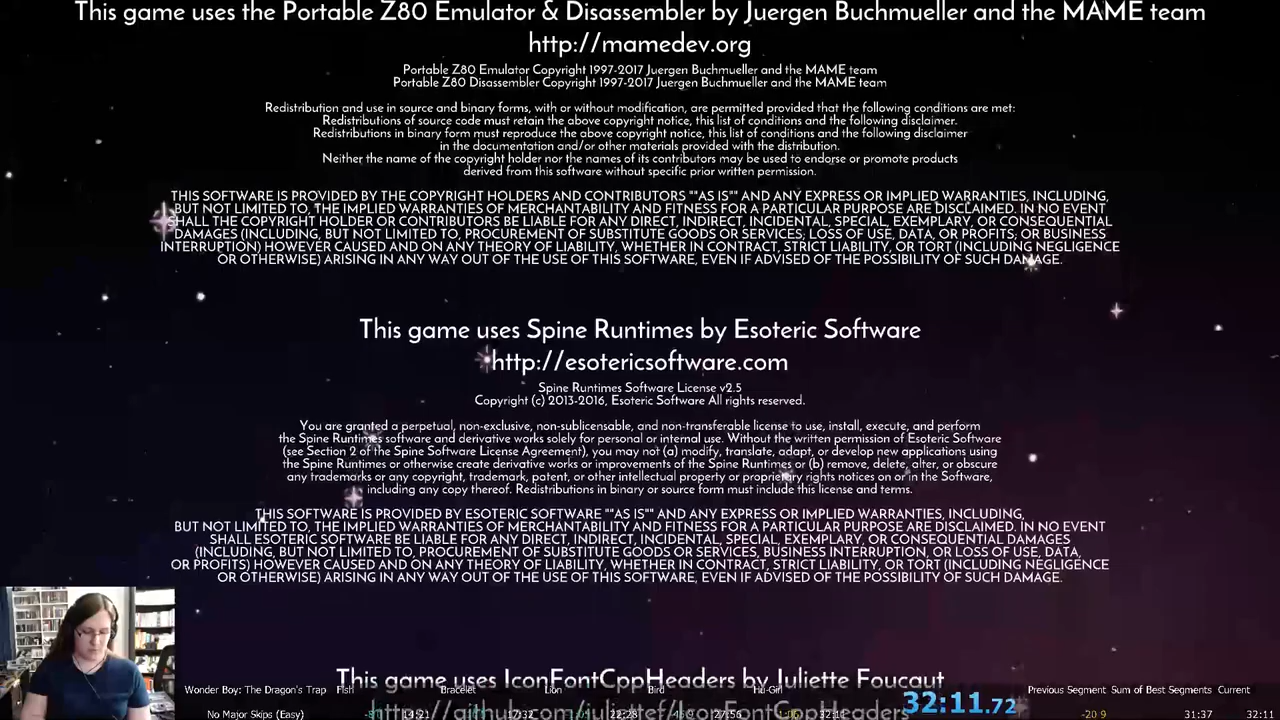 This game uses the Portable Z80 Emulator & Disassembler by Juergen Buchmueller and the MAME team
http://mamedev.org
Portable Z80 Emulator Copyright 1997-2017 Juergen Buchmueller and the MAME team
Portable Z80 Disassembler Copyright 1997-2017 Juergen Buchmueller and the MAME team
Redistribution and use in source and binary forms, with or without modification, are permitted provided that the following conditions are met:
Redistributions of source code must retain the above copyright notice, this list of conditions and the following disclaimer.
Redistributions in binary form must reproduce the above copyright notice, this list of conditions and the following disclaimer
in the documentation and/or other materials provided with the distribution.
Neither the name of the copyright holder nor the names of its contributors may be used to endorse or promote products
derived from this software without specific prior written permission.
THIS SOFTWARE IS PROVIDED BY THE COPYRIGHT HOLDERS AND CONTRIBUTORS ""AS IS"" AND ANY EXPRESS OR IMPLIED WARRANTIES, INCLUDING,
BUT NOT LIMITED TO, THE IMPLIED WARRANTIES OF MERCHANTABILITY AND FITNESS FOR A PARTICULAR PURPOSE ARE DISCLAIMED. IN NO EVENT
SHALL THE COPYRIGHT HOLDER OR CONTRIBUTORS BE LIABLE FOR ANY DIRECT, INDIRECT, INCIDENTAL, SPECIAL, EXEMPLARY, OR CONSEQUENTIAL
DAMAGES (INCLUDING, BUT NOT LIMITED TO, PROCUREMENT OF SUBSTITUTE GOODS OR SERVICES; LOSS OF USE, DATA, OR PROFITS; OR BUSINESS
INTERRUPTION) HOWEVER CAUSED AND ON ANY THEORY OF LIABILITY, WHETHER IN CONTRACT, STRICT LIABILITY, OR TORT (INCLUDING NEGLIGENCE
OR OTHERWISE) ARISING IN ANY WAY OUT OF THE USE OF THIS SOFTWARE, EVEN IF ADVISED OF THE POSSIBILITY OF SUCH DAMAGE.
This game uses Spine Runtimes by Esoteric Software
http://esotericsoftware.com
Spine Runtimes Software License v2.5
Copyright (c) 2013-2016, Esoteric Software All rights reserved.
You are granted a perpetual, non-exclusive, non-sublicensable, and non-transferable license to use, install, execute, and perform
the Spine Runtimes software and derivative works solely for personal or internal use. Without the written permission of Esoteric Software
(see Section 2 of the Spine Software License Agreement), you may not (a) modify, translate, adapt, or develop new applications using
the Spine Runtimes or otherwise create derivative works or improvements of the Spine Runtimes or (b) remove, delete, alter, or obscure
any trademarks or any copyright, trademark, patent, or other intellectual property or proprietary rights notices on or in the Software,
including any copy thereof. Redistributions in binary or source form must include this license and terms.
THIS SOFTWARE IS PROVIDED BY ESOTERIC SOFTWARE ""AS IS"" AND ANY EXPRESS OR IMPLIED WARRANTIES, INCLUDING,
BUT NOT LIMITED TO, THE IMPLIED WARRANTIES OF MERCHANTABILITY AND FITNESS FOR A PARTICULAR PURPOSE ARE DISCLAIMED. IN NO EVENT
SHALL ESOTERIC SOFTWARE BE LIABLE FOR ANY DIRECT, INDIRECT, INCIDENTAL, SPECIAL, EXEMPLARY, OR CONSEQUENTIAL DAMAGES
(INCLUDING, BUT NOT LIMITED TO, PROCUREMENT OF SUBSTITUTE GOODS OR SERVICES, BUSINESS INTERRUPTION, OR LOSS OF USE, DATA,
OR PROFITS) HOWEVER CAUSED AND ON ANY THEORY OF LIABILITY, WHETHER IN CONTRACT, STRICT LIABILITY, OR TORT (INCLUDING NEGLIGENCE
OR OTHERWISE) ARISING IN ANY WAY OUT OF THE USE OF THIS SOFTWARE, EVEN IF ADVISED OF THE POSSIBILITY OF SUCH DAMAGE.
This game uses IconFontCppHeaders by Juliette Foucaut
http://github.com/juliettef/IconFontCppHeaders
Wonder Boy: The Dragon's Trap Fish Bracelet Lion Bird Hu-Girl Previous Segment Sum of Best Segments Current
No Major Skips (Easy) 14:21 17:32 22:28 27:56 32:11 32:11.72 -20.9 31:37 32:11